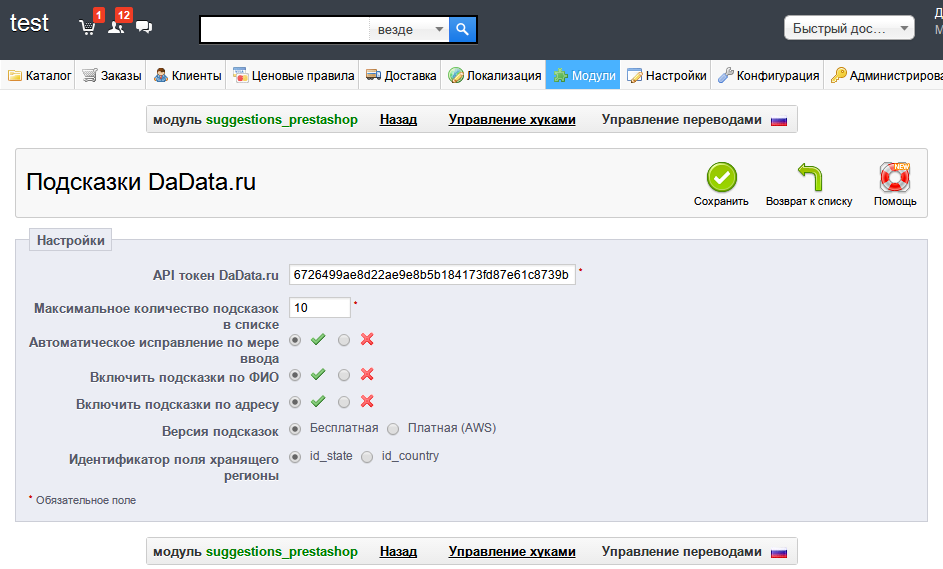 test
1
12
везде
Быстрый дос...
Каталог Заказы Клиенты Ценовые правила Доставка Локализация Модули Настройки Конфигурация Администрирова
модуль suggestions_prestashop Назад Управление хуками Управление переводами
Подсказки DaData.ru
Сохранить Возврат к списку Помощь
NEW
Настройки
API токен DaData.ru 6726499ae8d22ae9e8b5b184173fd87e61c8739b *
Максимальное количество подсказок 10 *
в списке
Автоматическое исправление по мере
ввода
Включить подсказки по ФИО
Включить подсказки по адресу
Версия подсказок Бесплатная Платная (AWS)
Идентификатор поля хранящего id_state id_country
регионы
* Обязательное поле
модуль suggestions_prestashop Назад Управление хуками Управление переводами